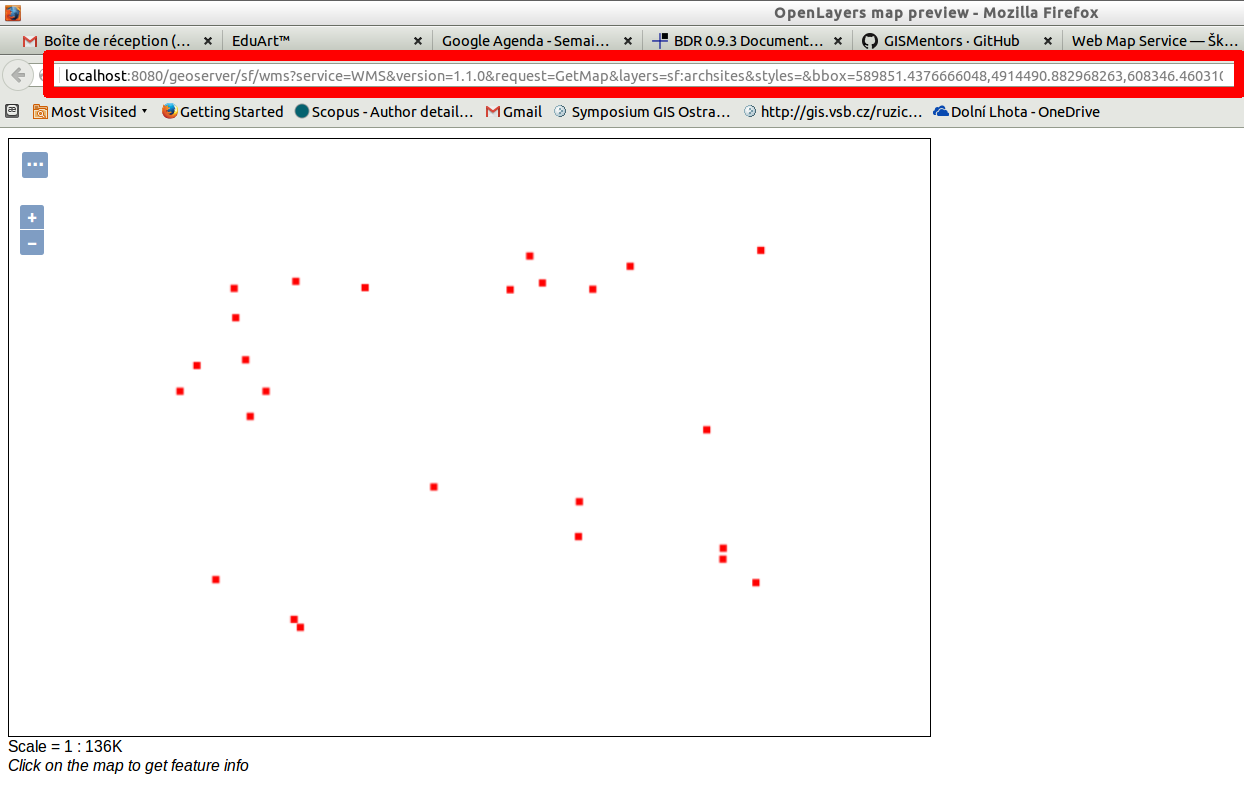 OpenLayers map preview - Mozilla Firefox
Boîte de réception (... × EduArt™ × Google Agenda - Semai... × BDR 0.9.3 Document... × GISMentors · GitHub × Web Map Service — Šk...
localhost:8080/geoserver/sf/wms?service=WMS&version=1.1.0&request=GetMap&layers=sf:archsites&styles=&bbox=589851.4376666048,4914490.882968263,608346.460310
Most Visited Getting Started Scopus - Author detail... Gmail Symposium GIS Ostra... http://gis.vsb.cz/ruzic... Dolní Lhota - OneDrive
...
+
−
Scale = 1 : 136K
Click on the map to get feature info